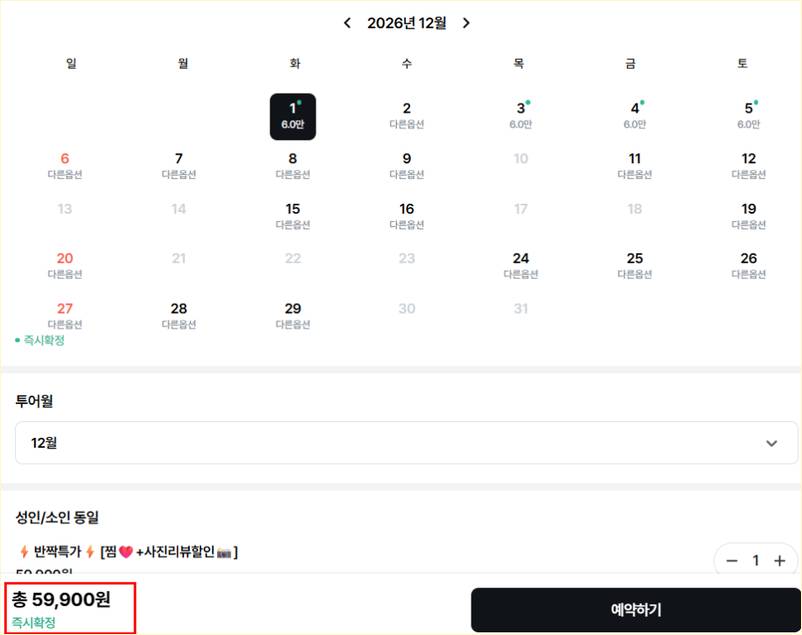 2026년 12월
일 월 화 수 목 금 토
1 2 3 4 5
6.0만 다른옵션 6.0만 6.0만 6.0만
6 7 8 9 10 11 12
다른옵션 다른옵션 다른옵션 다른옵션 다른옵션 다른옵션
13 14 15 16 17 18 19
다른옵션 다른옵션 다른옵션
20 21 22 23 24 25 26
다른옵션 다른옵션 다른옵션 다른옵션
27 28 29 30 31
다른옵션 다른옵션 다른옵션
즉시확정
투어월
12월
성인/소인 동일
⚡반짝특가⚡[찜❤️+사진리뷰할인📸]
59,900원
− 1 +
총 59,900원
즉시확정
예약하기